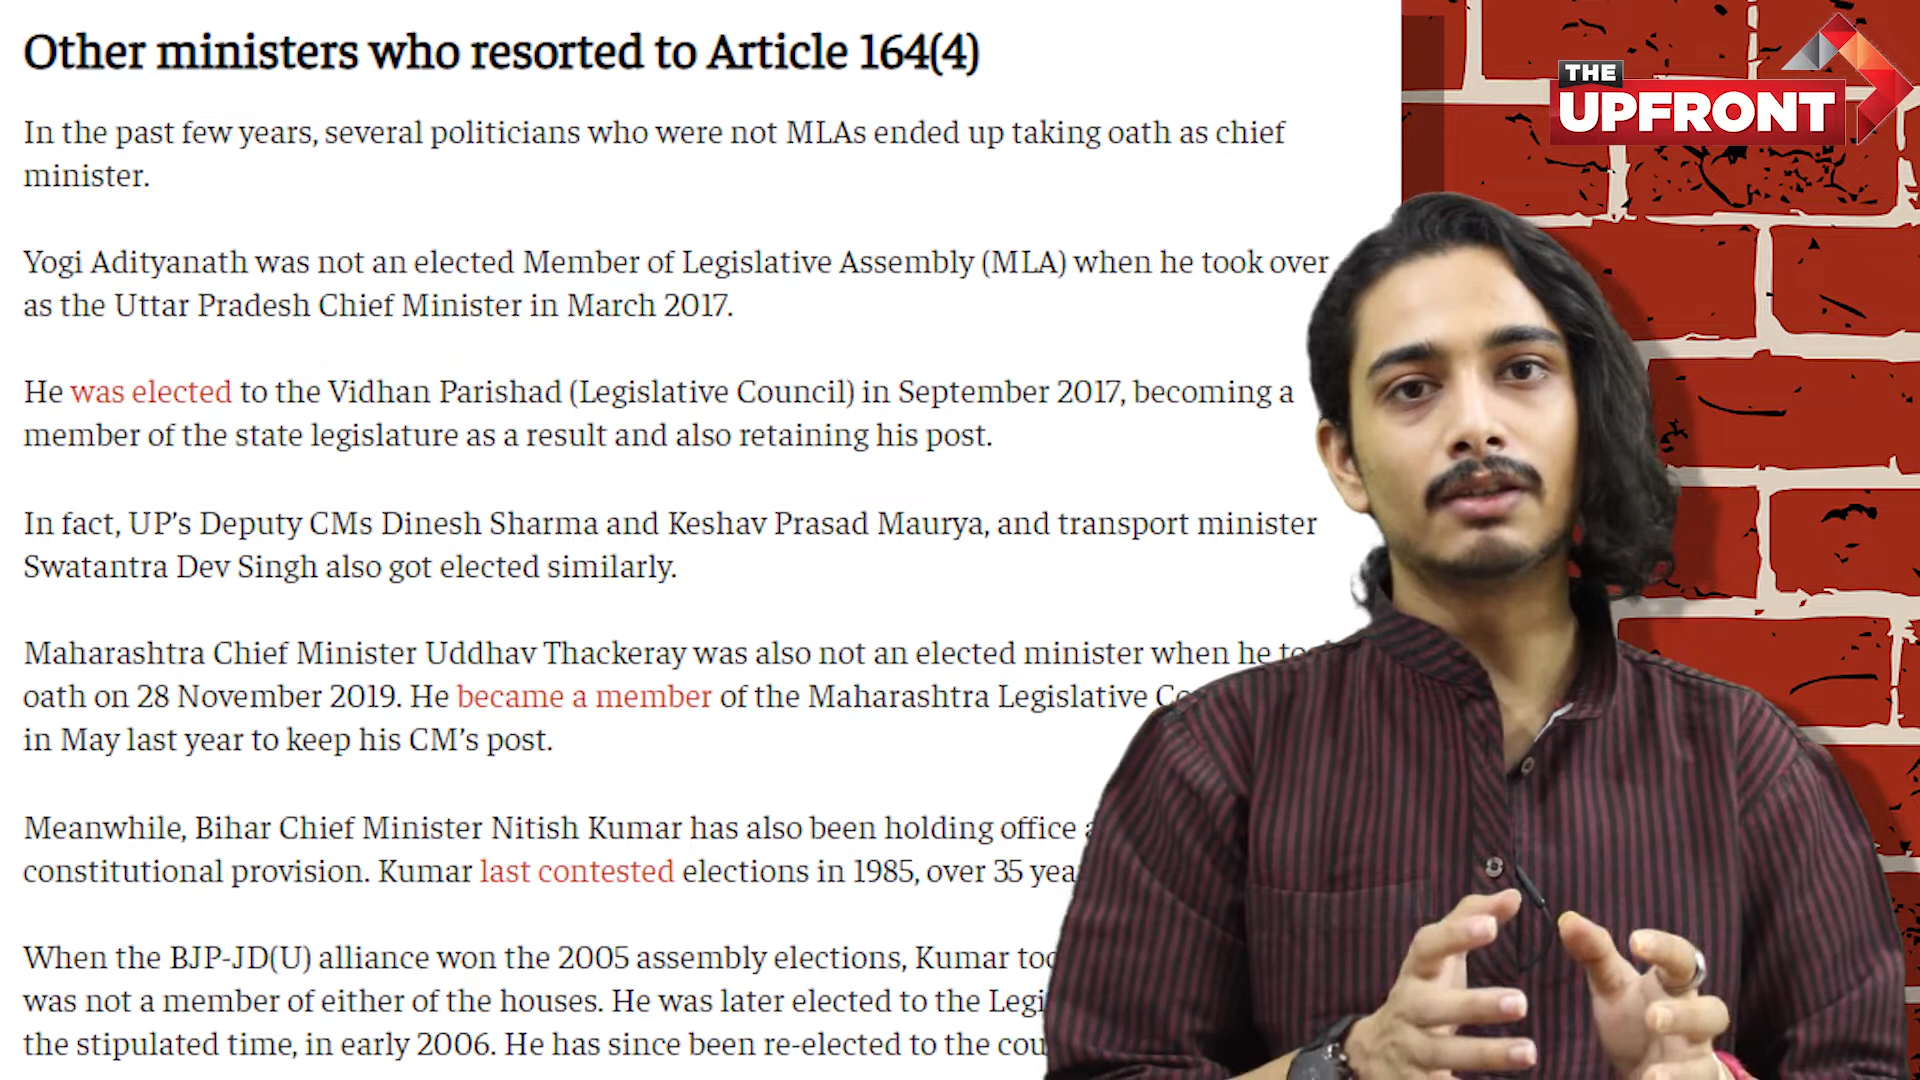 Other ministers who resorted to Article 164(4)
THE
UPFRONT
In the past few years, several politicians who were not MLAs ended up taking oath as chief
minister.
Yogi Adityanath was not an elected Member of Legislative Assembly (MLA) when he took over
as the Uttar Pradesh Chief Minister in March 2017.
He was elected to the Vidhan Parishad (Legislative Council) in September 2017, becoming a
member of the state legislature as a result and also retaining his post.
In fact, UP’s Deputy CMs Dinesh Sharma and Keshav Prasad Maurya, and transport minister
Swatantra Dev Singh also got elected similarly.
Maharashtra Chief Minister Uddhav Thackeray was also not an elected minister when he
oath on 28 November 2019. He became a member of the Maharashtra Legislative
in May last year to keep his CM’s post.
Meanwhile, Bihar Chief Minister Nitish Kumar has also been holding office
constitutional provision. Kumar last contested elections in 1985, over 35
When the BJP-JD(U) alliance won the 2005 assembly elections, Kumar
was not a member of either of the houses. He was later elected to the
the stipulated time, in early 2006. He has since been re-elected to the